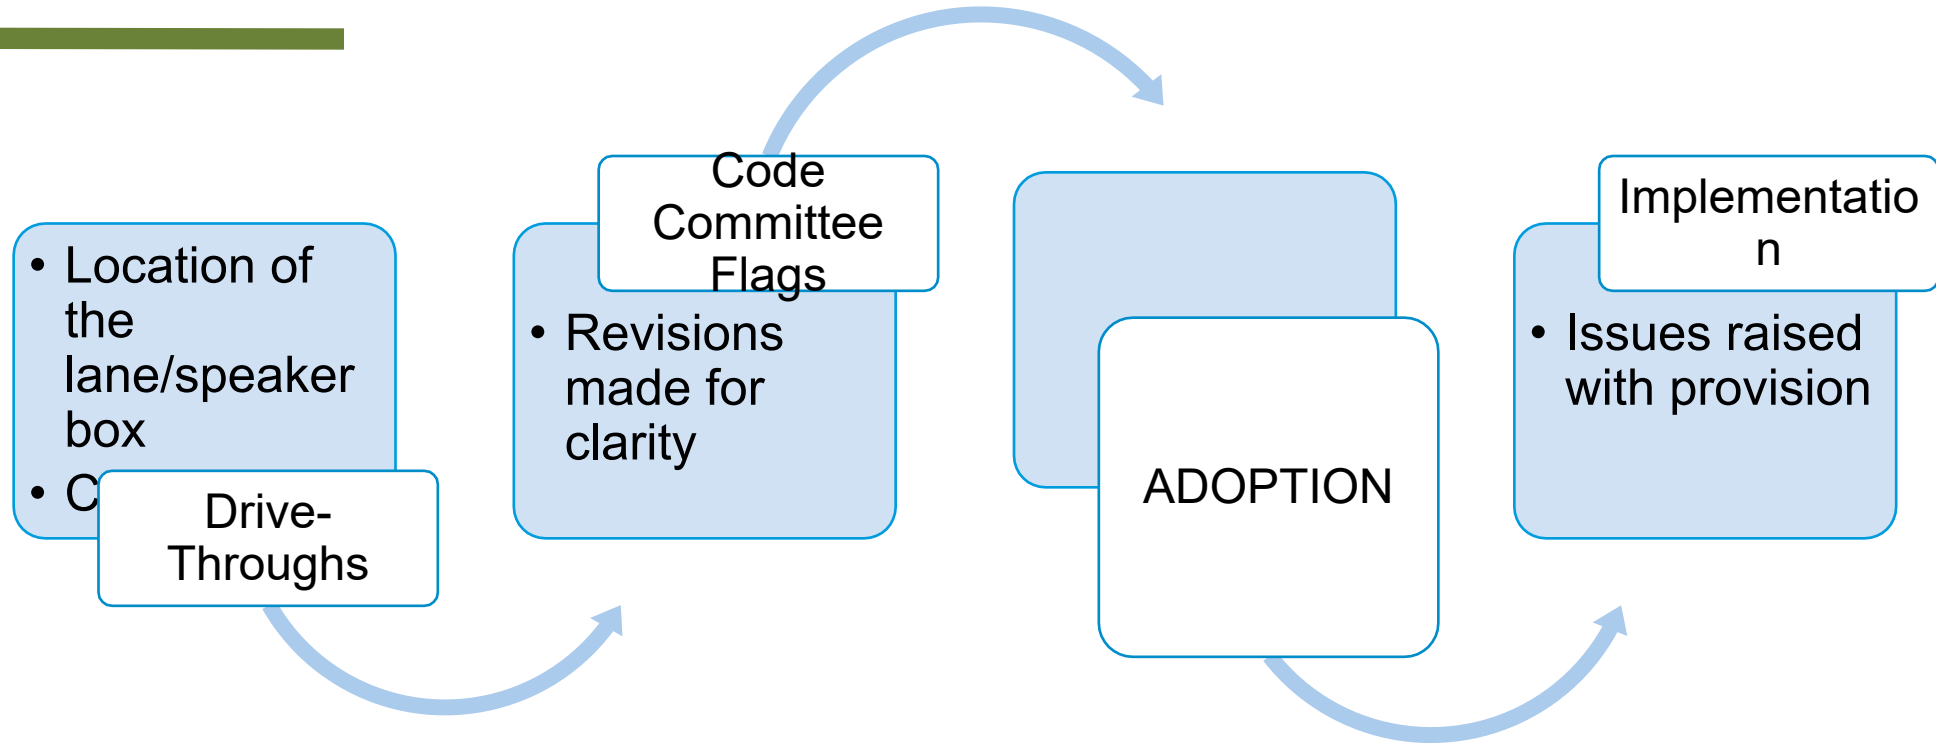 • Location of
the
lane/speaker
box
• C
Drive-
Throughs
Code
Committee
Flags
• Revisions
made for
clarity
ADOPTION
Implementatio
n
• Issues raised
with provision